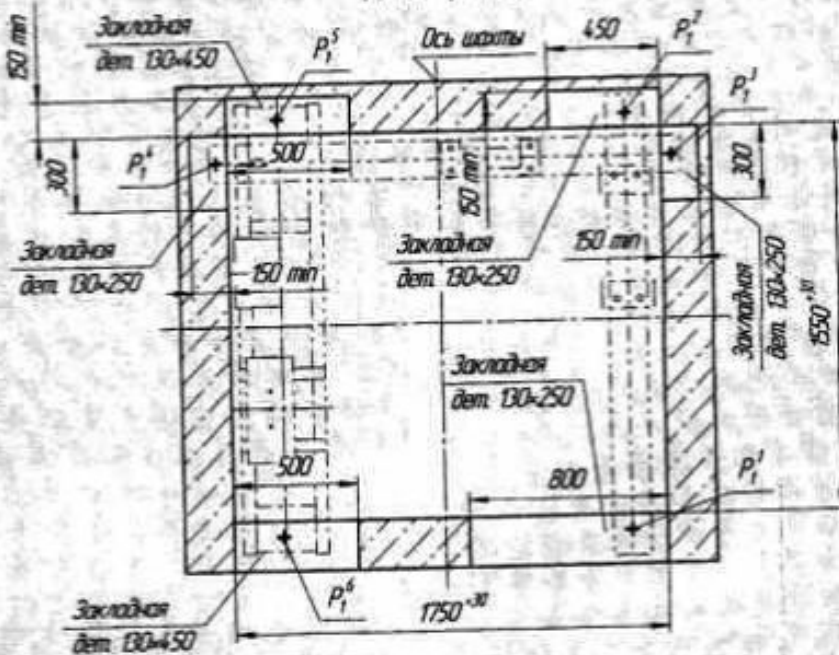 Закладная
дет. 130×450
P₁⁵
Ось шахты
450
P₁²
P₁³
150 min
300
P₁⁴
500
150 min
300
Закладная
дет. 130×250
150 min
Закладная
дет. 130×250
150 min
Закладная
дет. 130×250
1550⁺³⁰
Закладная
дет. 130×250
500
800
P₁¹
P₁⁶
Закладная
дет. 130×450
1750⁺³⁰